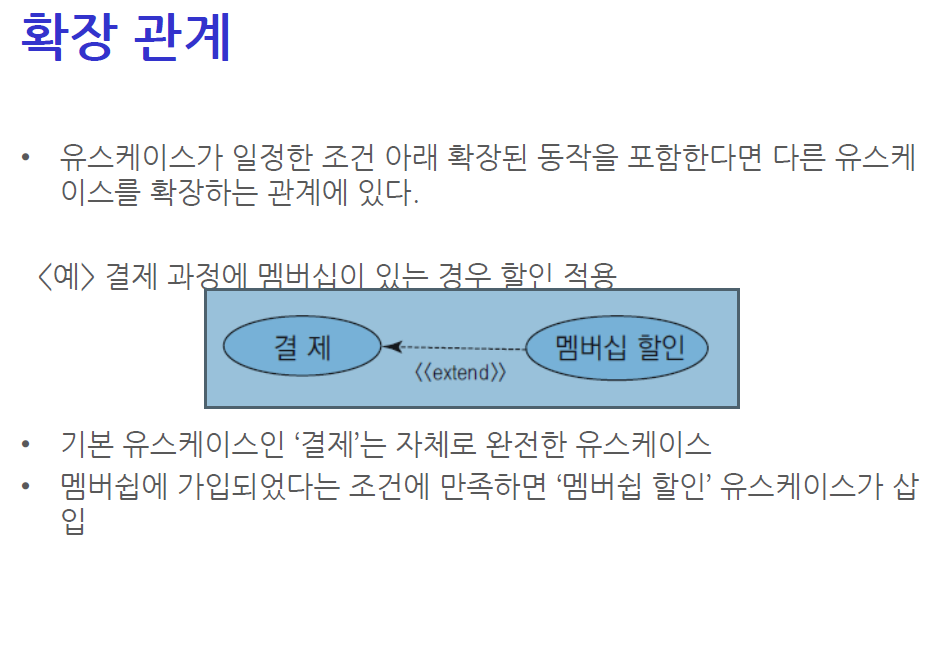 확장 관계
• 유스케이스가 일정한 조건 아래 확장된 동작을 포함한다면 다른 유스케
이스를 확장하는 관계에 있다.
<예> 결제 과정에 멤버십이 있는 경우 할인 적용
결 제
멤버십 할인
<<extend>>
• 기본 유스케이스인 ‘결제’는 자체로 완전한 유스케이스
• 멤버쉽에 가입되었다는 조건에 만족하면 ‘멤버쉽 할인’ 유스케이스가 삽
입